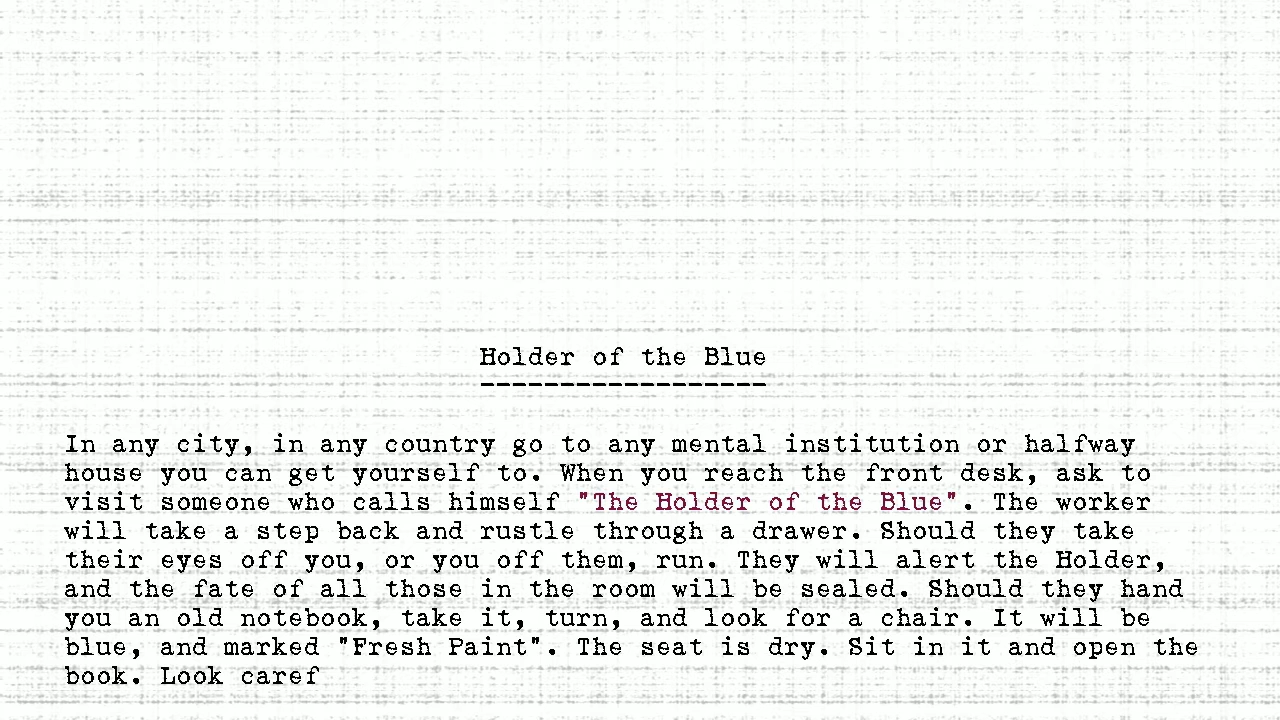 Holder of the Blue
------------------
In any city, in any country go to any mental institution or halfway
house you can get yourself to. When you reach the front desk, ask to
visit someone who calls himself "The Holder of the Blue". The worker
will take a step back and rustle through a drawer. Should they take
their eyes off you, or you off them, run. They will alert the Holder,
and the fate of all those in the room will be sealed. Should they hand
you an old notebook, take it, turn, and look for a chair. It will be
blue, and marked "Fresh Paint". The seat is dry. Sit in it and open the
book. Look caref